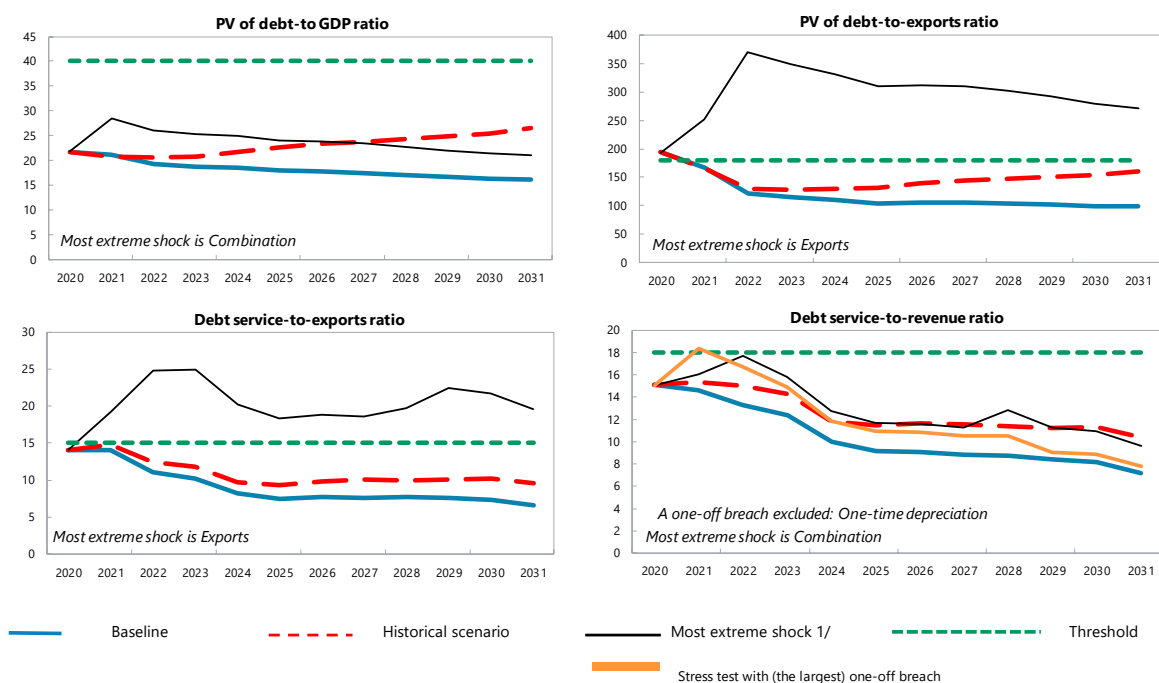 PV of debt-to GDP ratio
45
40
35
30
25
20
15
10
5
0
Most extreme shock is Combination
2020 2021 2022 2023 2024 2025 2026 2027 2028 2029 2030 2031
PV of debt-to-exports ratio
400
350
300
250
200
150
100
50
0
Most extreme shock is Exports
2020 2021 2022 2023 2024 2025 2026 2027 2028 2029 2030 2031
Debt service-to-exports ratio
30
25
20
15
10
5
0
Most extreme shock is Exports
2020 2021 2022 2023 2024 2025 2026 2027 2028 2029 2030 2031
Debt service-to-revenue ratio
20
18
16
14
12
10
8
6
4
2
0
A one-off breach excluded: One-time depreciation
Most extreme shock is Combination
2020 2021 2022 2023 2024 2025 2026 2027 2028 2029 2030 2031
Baseline Historical scenario Most extreme shock 1/ Threshold
Stress test with (the largest) one-off breach